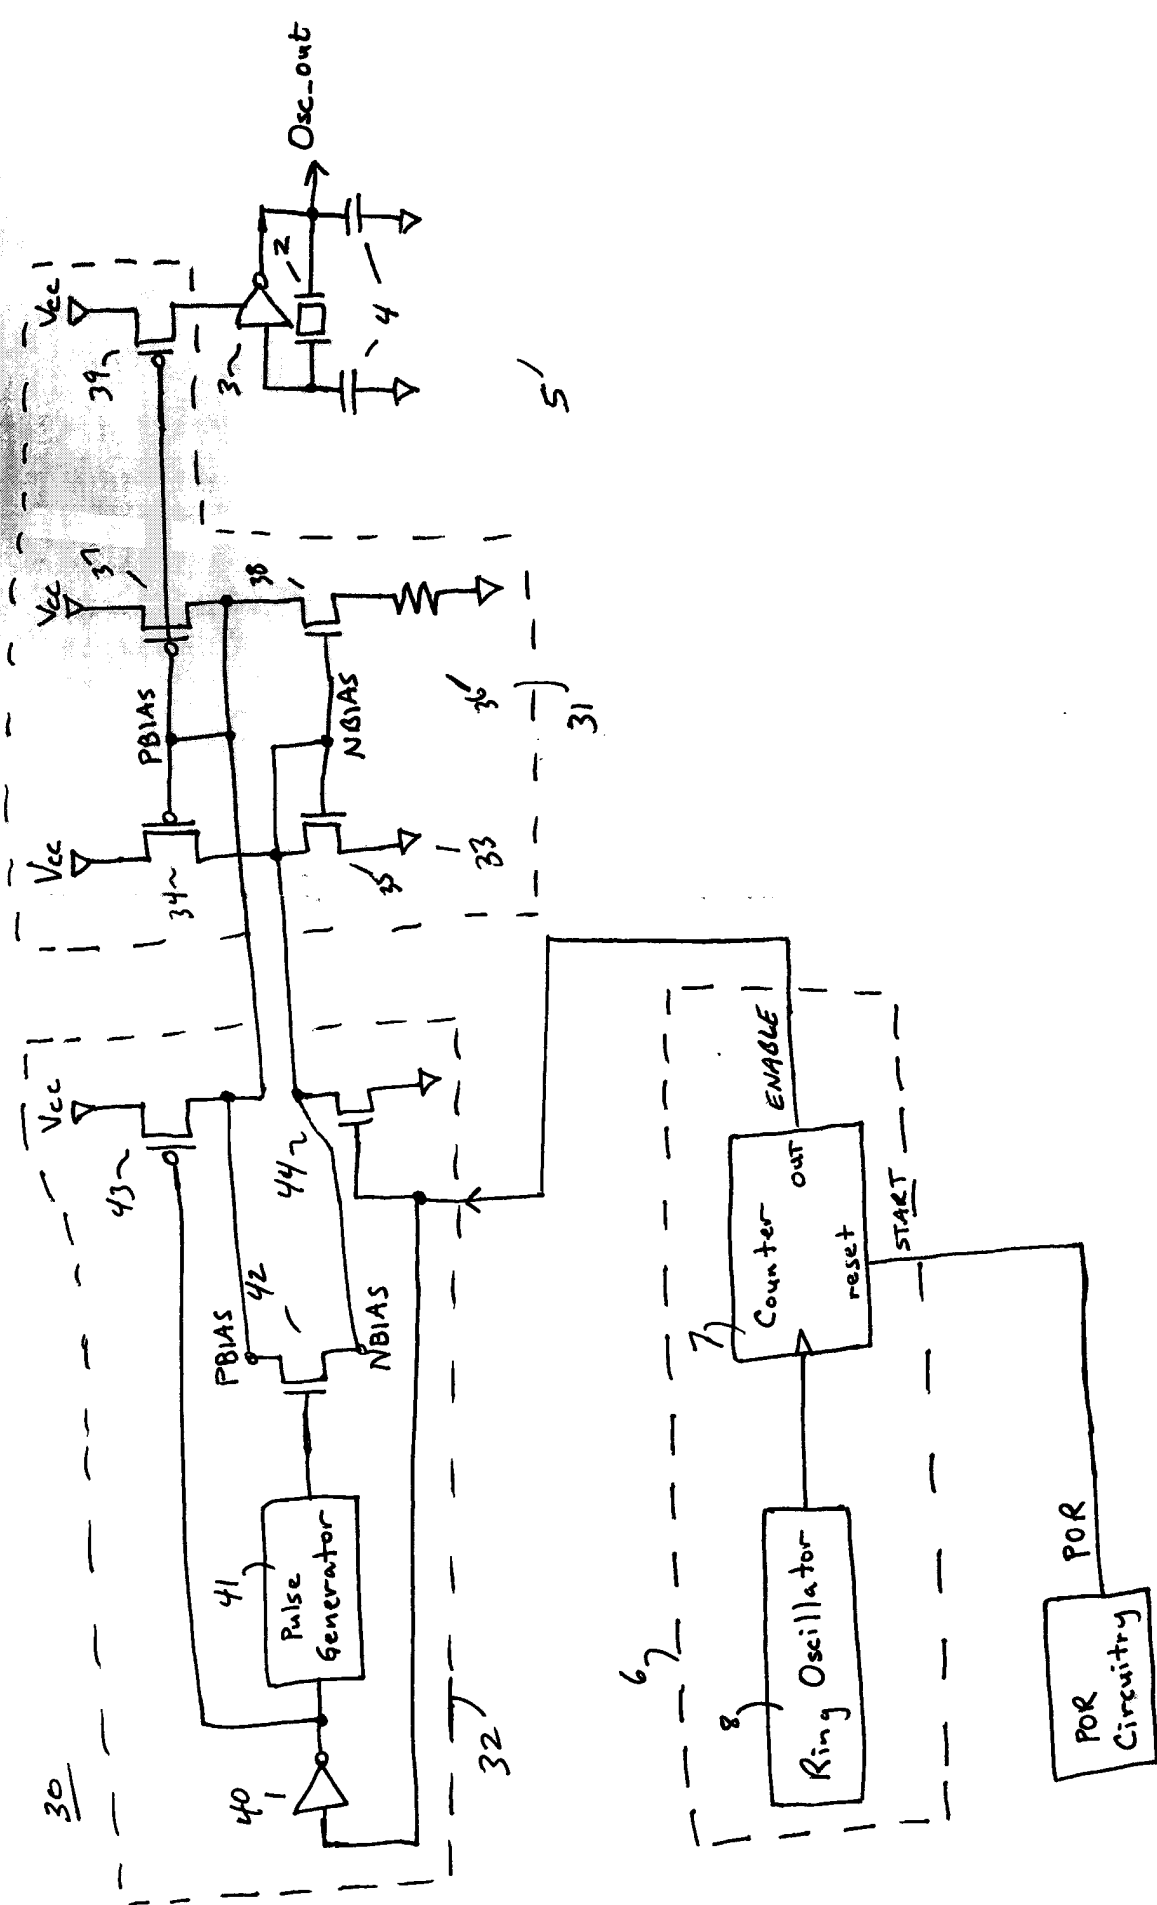 30
Vcc
Vcc
Vcc
Vcc
43
34
37
39
PBIAS
38
3
2
Osc_out
4
5
40
41
Pulse
Generator
PBIAS
42
NBIAS
44
35
33
NBIAS
36
31
32
6
8
Ring Oscillator
7
Counter
out
reset
ENABLE
START
POR
Circuitry
POR